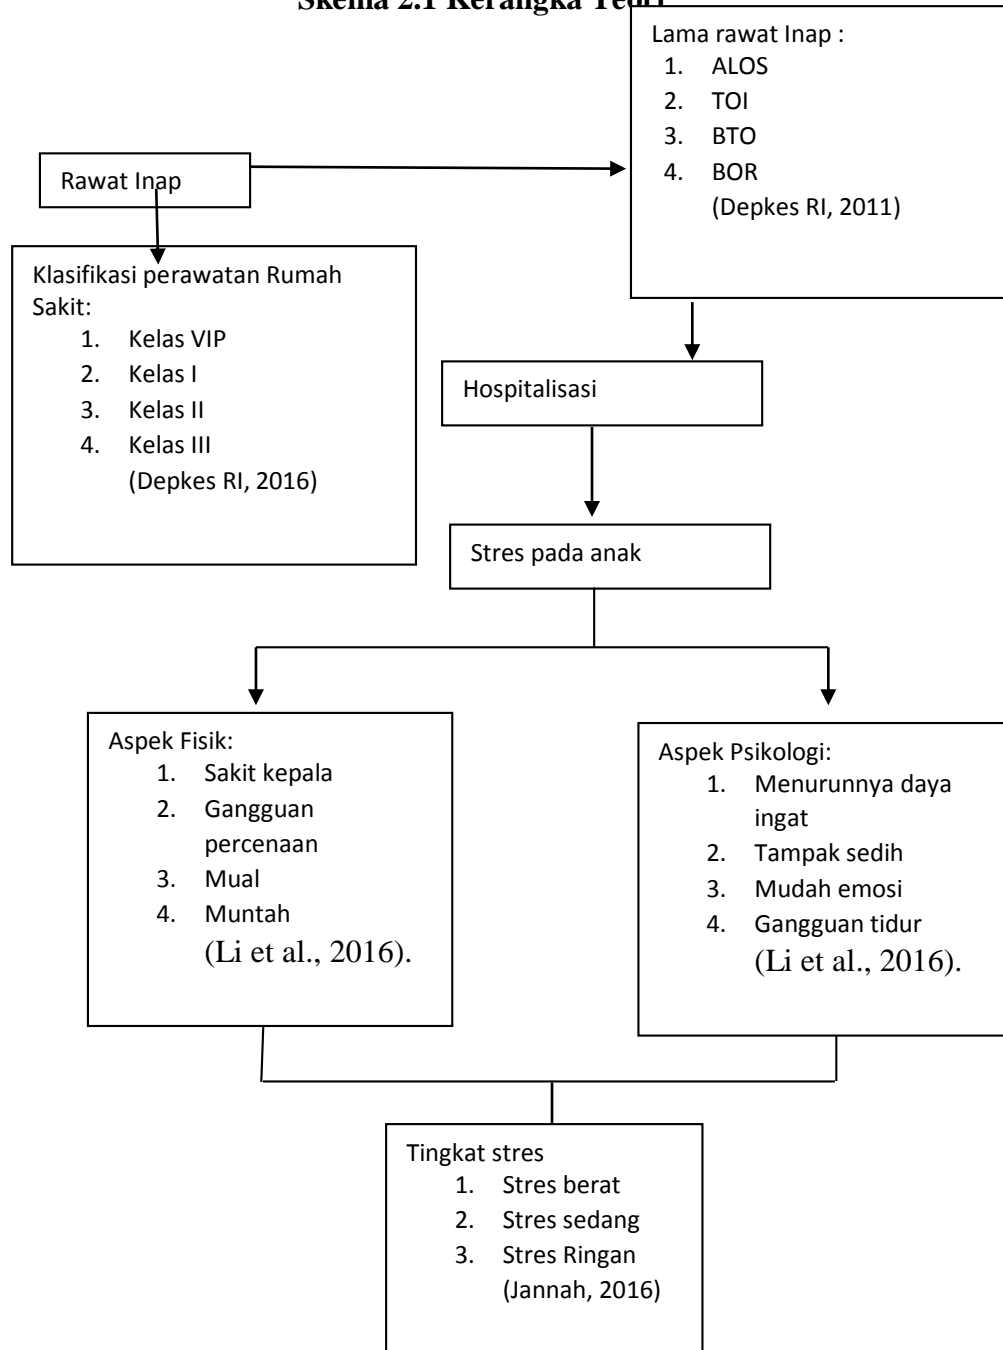 Skema 2.1 Kerangka Teori
Lama rawat Inap :
1. ALOS
2. TOI
3. BTO
4. BOR
(Depkes RI, 2011)
Rawat Inap
Klasifikasi perawatan Rumah
Sakit:
1. Kelas VIP
2. Kelas I
3. Kelas II
4. Kelas III
(Depkes RI, 2016)
Hospitalisasi
Stres pada anak
Aspek Fisik:
1. Sakit kepala
2. Gangguan
percenaan
3. Mual
4. Muntah
(Li et al., 2016).
Aspek Psikologi:
1. Menurunnya daya
ingat
2. Tampak sedih
3. Mudah emosi
4. Gangguan tidur
(Li et al., 2016).
Tingkat stres
1. Stres berat
2. Stres sedang
3. Stres Ringan
(Jannah, 2016)